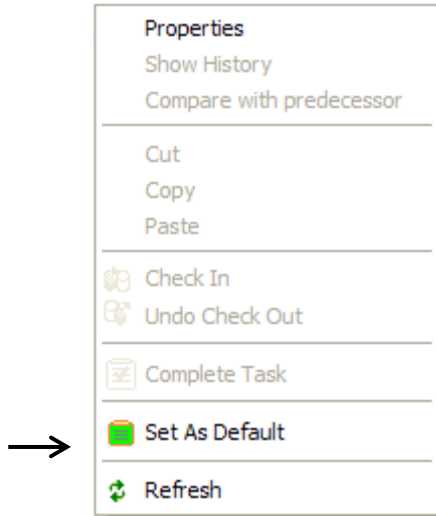 Properties
Show History
Compare with predecessor
Cut
Copy
Paste
Check In
Undo Check Out
Complete Task
Set As Default
Refresh